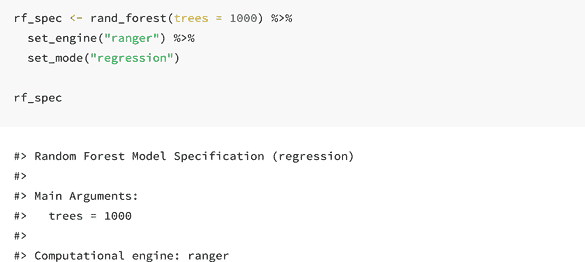 rf_spec <- rand_forest(trees = 1000) %>%
  set_engine("ranger") %>%
  set_mode("regression")

rf_spec

#> Random Forest Model Specification (regression)
#>
#> Main Arguments:
#>   trees = 1000
#>
#> Computational engine: ranger